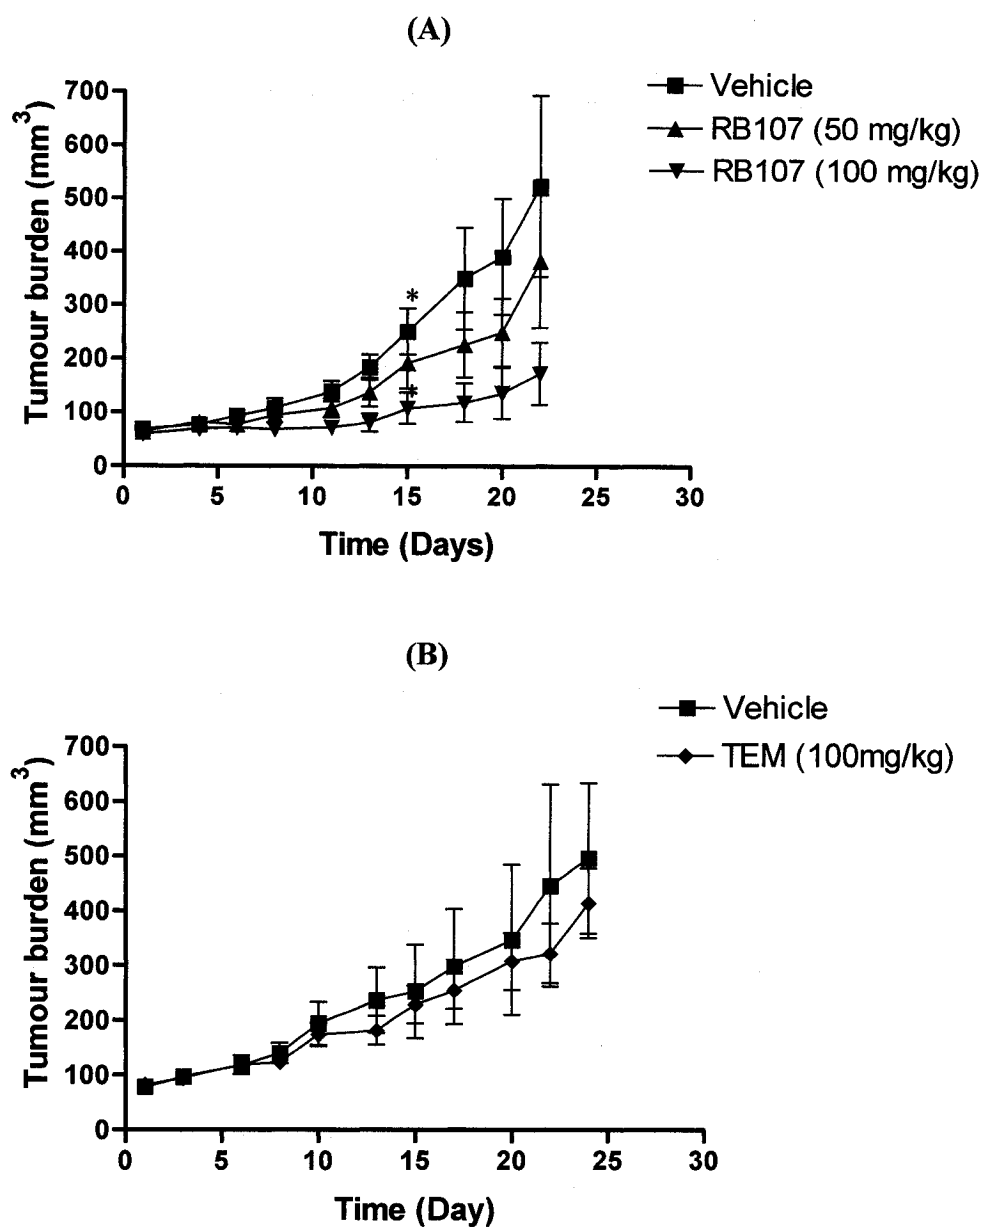 (A)
Vehicle
RB107 (50 mg/kg)
RB107 (100 mg/kg)
Tumour burden (mm³)
700
600
500
400
300
200
100
0
*
*
0 5 10 15 20 25 30
Time (Days)
(B)
Vehicle
TEM (100mg/kg)
Tumour burden (mm³)
700
600
500
400
300
200
100
0
0 5 10 15 20 25 30
Time (Day)